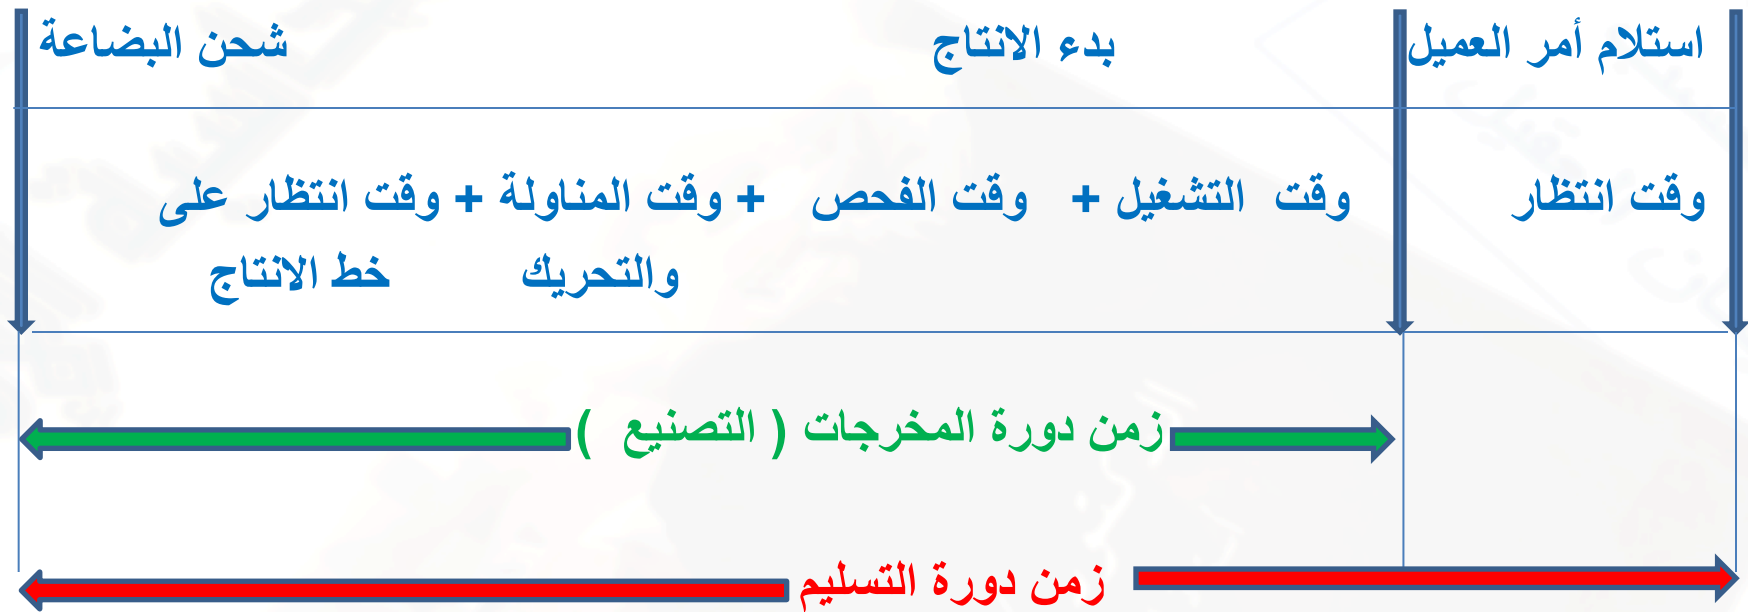 استلام أمر العميل بدء الانتاج شحن البضاعة
وقت انتظار وقت التشغيل + وقت الفحص + وقت المناولة + وقت انتظار على
والتحريك خط الانتاج
زمن دورة المخرجات ( التصنيع )
زمن دورة التسليم